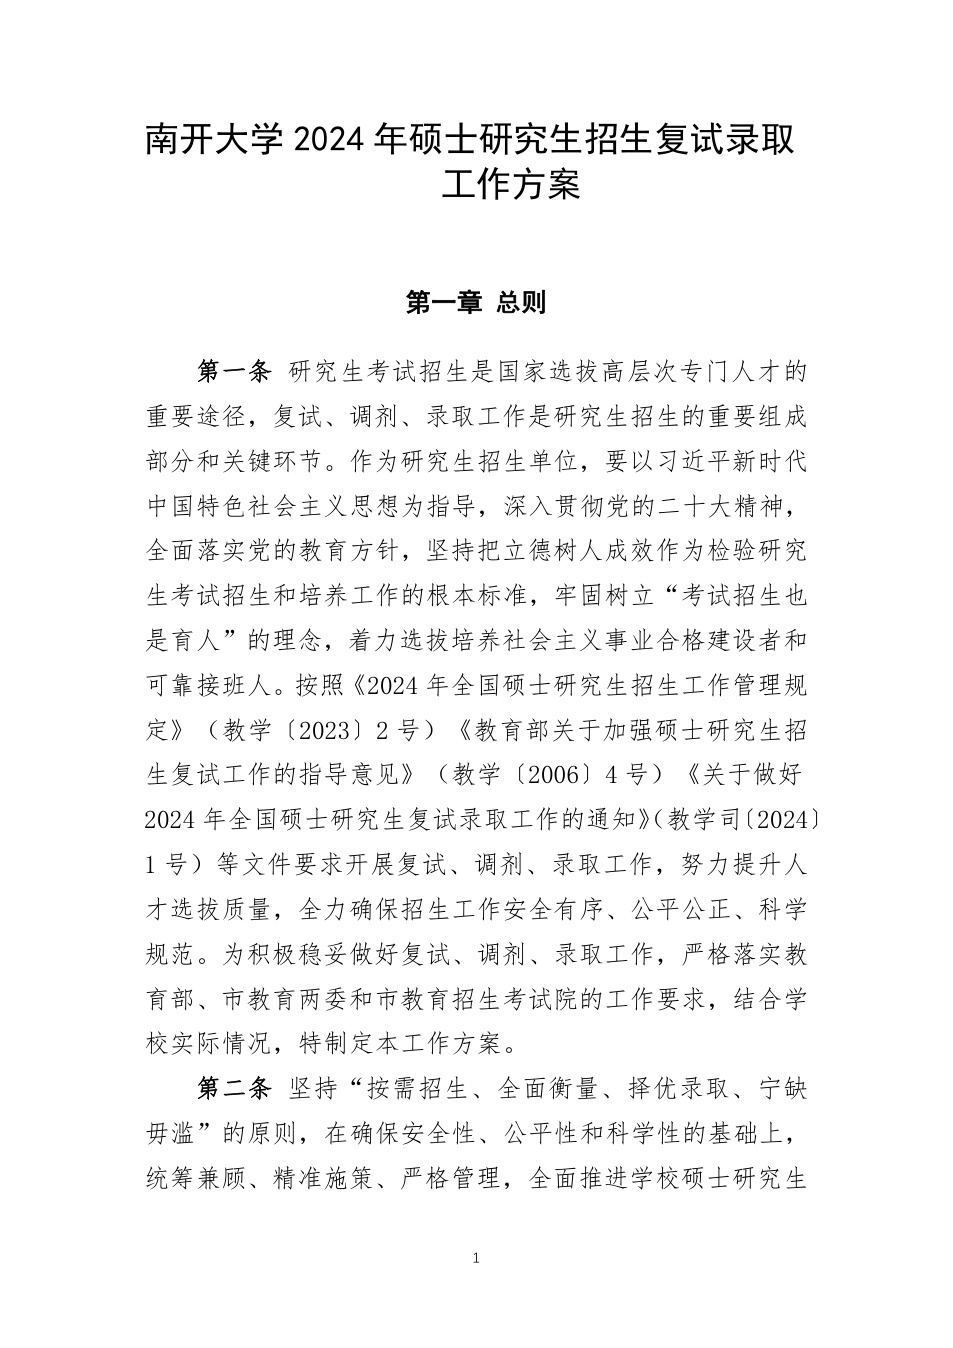 南开大学 2024 年硕士研究生招生复试录取
工作方案
第一章 总则
第一条 研究生考试招生是国家选拔高层次专门人才的
重要途径，复试、调剂、录取工作是研究生招生的重要组成
部分和关键环节。作为研究生招生单位，要以习近平新时代
中国特色社会主义思想为指导，深入贯彻党的二十大精神，
全面落实党的教育方针，坚持把立德树人成效作为检验研究
生考试招生和培养工作的根本标准，牢固树立“考试招生也
是育人”的理念，着力选拔培养社会主义事业合格建设者和
可靠接班人。按照《2024 年全国硕士研究生招生工作管理规
定》（教学〔2023〕2 号）《教育部关于加强硕士研究生招
生复试工作的指导意见》（教学〔2006〕4 号）《关于做好
2024 年全国硕士研究生复试录取工作的通知》（教学司〔2024〕
1 号）等文件要求开展复试、调剂、录取工作，努力提升人
才选拔质量，全力确保招生工作安全有序、公平公正、科学
规范。为积极稳妥做好复试、调剂、录取工作，严格落实教
育部、市教育两委和市教育招生考试院的工作要求，结合学
校实际情况，特制定本工作方案。
第二条 坚持“按需招生、全面衡量、择优录取、宁缺
毋滥”的原则，在确保安全性、公平性和科学性的基础上，
统筹兼顾、精准施策、严格管理，全面推进学校硕士研究生
1